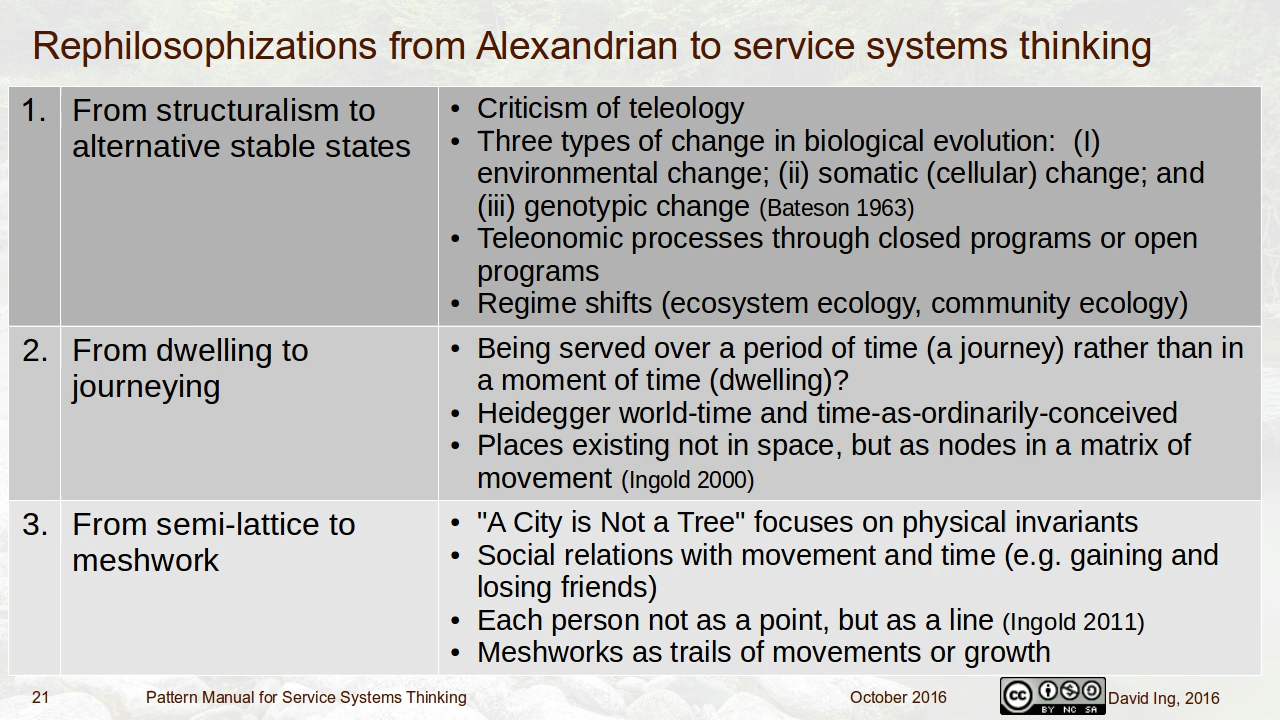 Rephilosophizations from Alexandrian to service systems thinking
1.
From structuralism to
alternative stable states
• Criticism of teleology
• Three types of change in biological evolution:  (I)
environmental change; (ii) somatic (cellular) change; and
(iii) genotypic change (Bateson 1963)
• Teleonomic processes through closed programs or open
programs
• Regime shifts (ecosystem ecology, community ecology)
2.
From dwelling to
journeying
• Being served over a period of time (a journey) rather than in
a moment of time (dwelling)?
• Heidegger world-time and time-as-ordinarily-conceived
• Places existing not in space, but as nodes in a matrix of
movement (Ingold 2000)
3.
From semi-lattice to
meshwork
• "A City is Not a Tree" focuses on physical invariants
• Social relations with movement and time (e.g. gaining and
losing friends)
• Each person not as a point, but as a line (Ingold 2011)
• Meshworks as trails of movements or growth
21
Pattern Manual for Service Systems Thinking
October 2016
cc
BY NC SA
David Ing, 2016